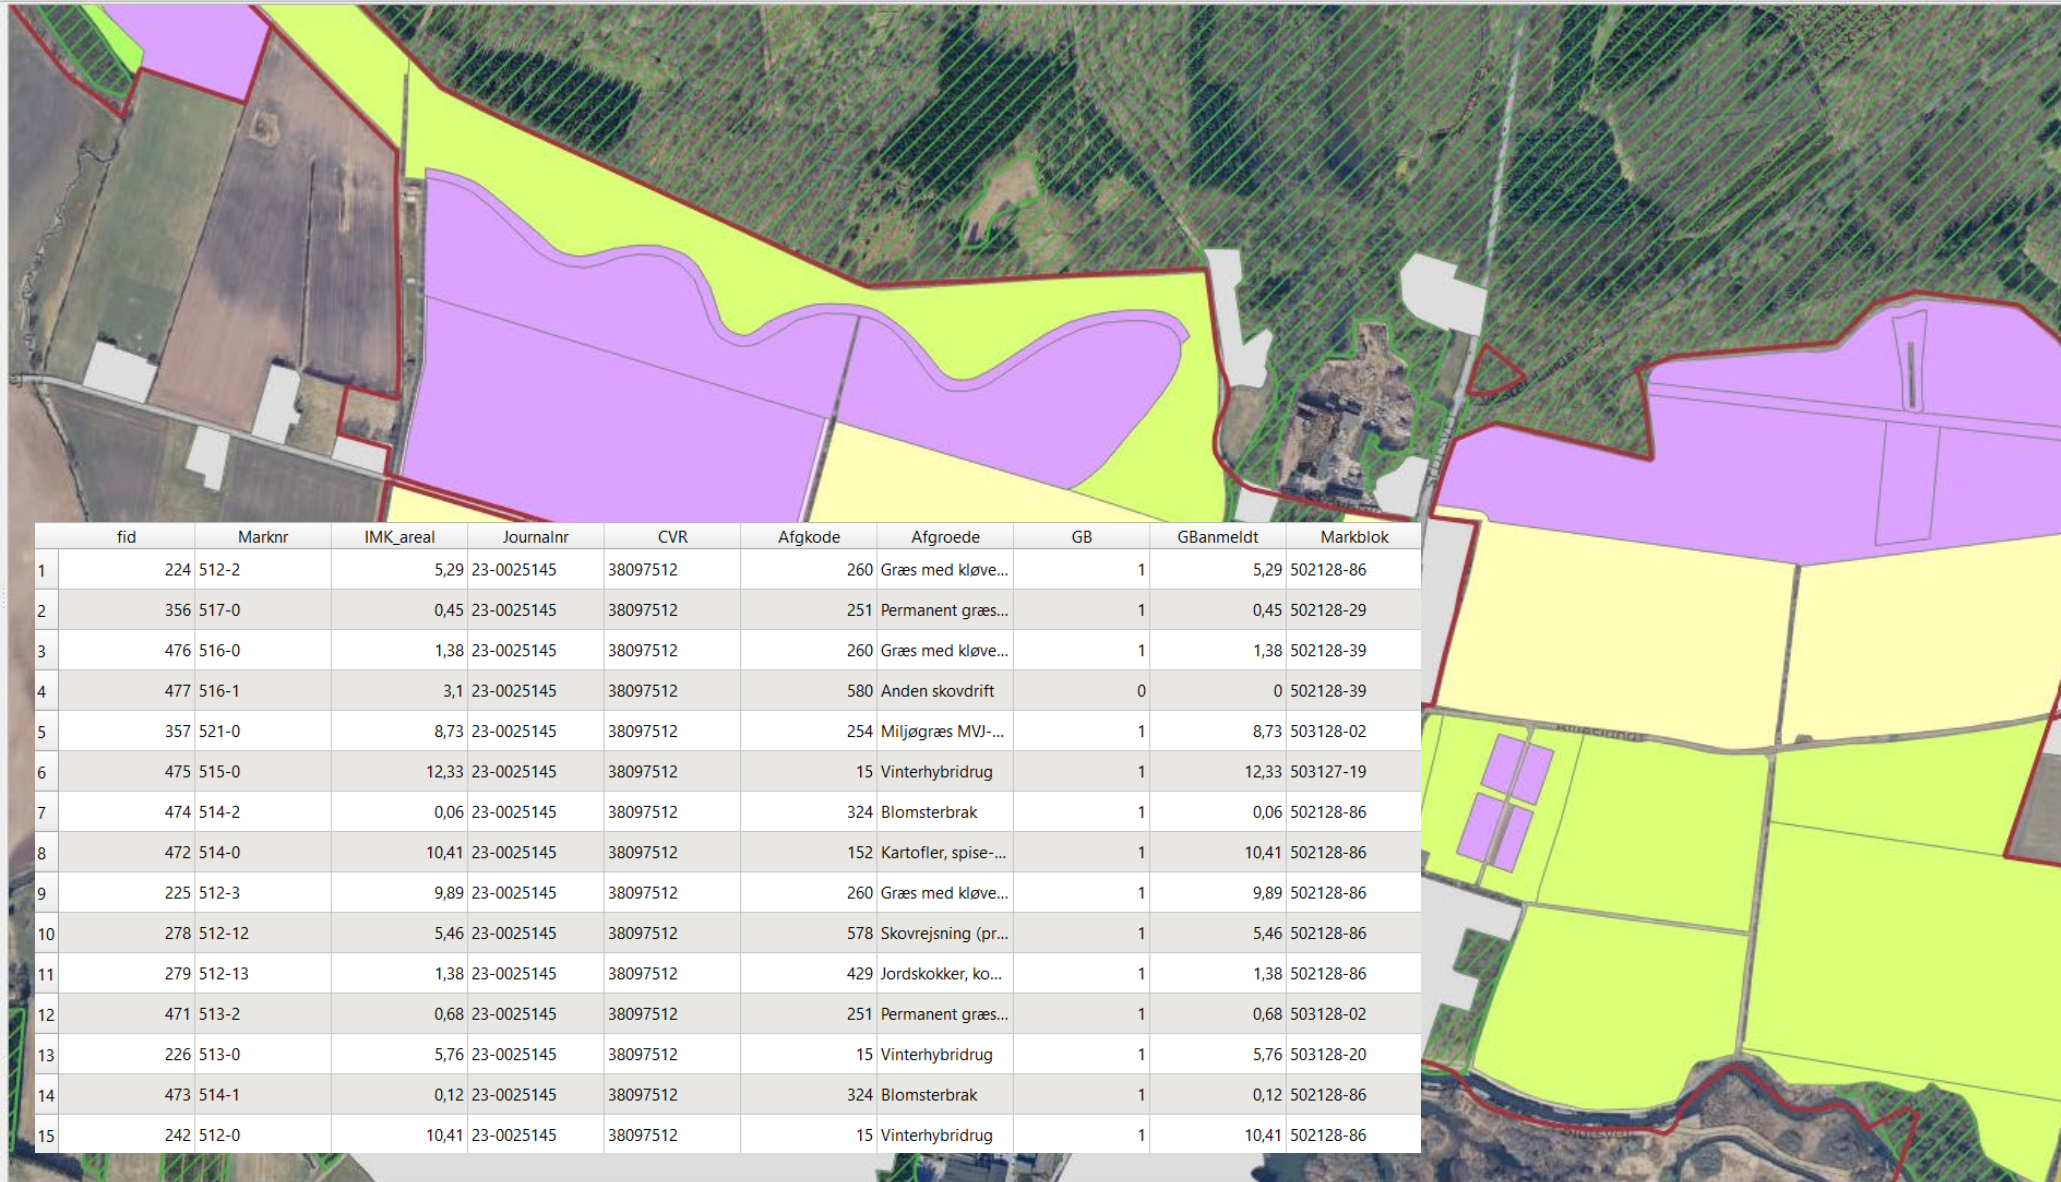 fid Marknr IMK_areal Journalnr CVR Afgkode Afgroede GB GBanmeldt Markblok
1 224 512-2 5,29 23-0025145 38097512 260 Græs med kløve... 1 5,29 502128-86
2 356 517-0 0,45 23-0025145 38097512 251 Permanent græs... 1 0,45 502128-29
3 476 516-0 1,38 23-0025145 38097512 260 Græs med kløve... 1 1,38 502128-39
4 477 516-1 3,1 23-0025145 38097512 580 Anden skovdrift 0 0 502128-39
5 357 521-0 8,73 23-0025145 38097512 254 Miljøgræs MVJ-... 1 8,73 503128-02
6 475 515-0 12,33 23-0025145 38097512 15 Vinterhybridrug 1 12,33 503127-19
7 474 514-2 0,06 23-0025145 38097512 324 Blomsterbrak 1 0,06 502128-86
8 472 514-0 10,41 23-0025145 38097512 152 Kartofler, spise-... 1 10,41 502128-86
9 225 512-3 9,89 23-0025145 38097512 260 Græs med kløve... 1 9,89 502128-86
10 278 512-12 5,46 23-0025145 38097512 578 Skovrejsning (pr... 1 5,46 502128-86
11 279 512-13 1,38 23-0025145 38097512 429 Jordskokker, ko... 1 1,38 502128-86
12 471 513-2 0,68 23-0025145 38097512 251 Permanent græs... 1 0,68 503128-02
13 226 513-0 5,76 23-0025145 38097512 15 Vinterhybridrug 1 5,76 503128-20
14 473 514-1 0,12 23-0025145 38097512 324 Blomsterbrak 1 0,12 502128-86
15 242 512-0 10,41 23-0025145 38097512 15 Vinterhybridrug 1 10,41 502128-86